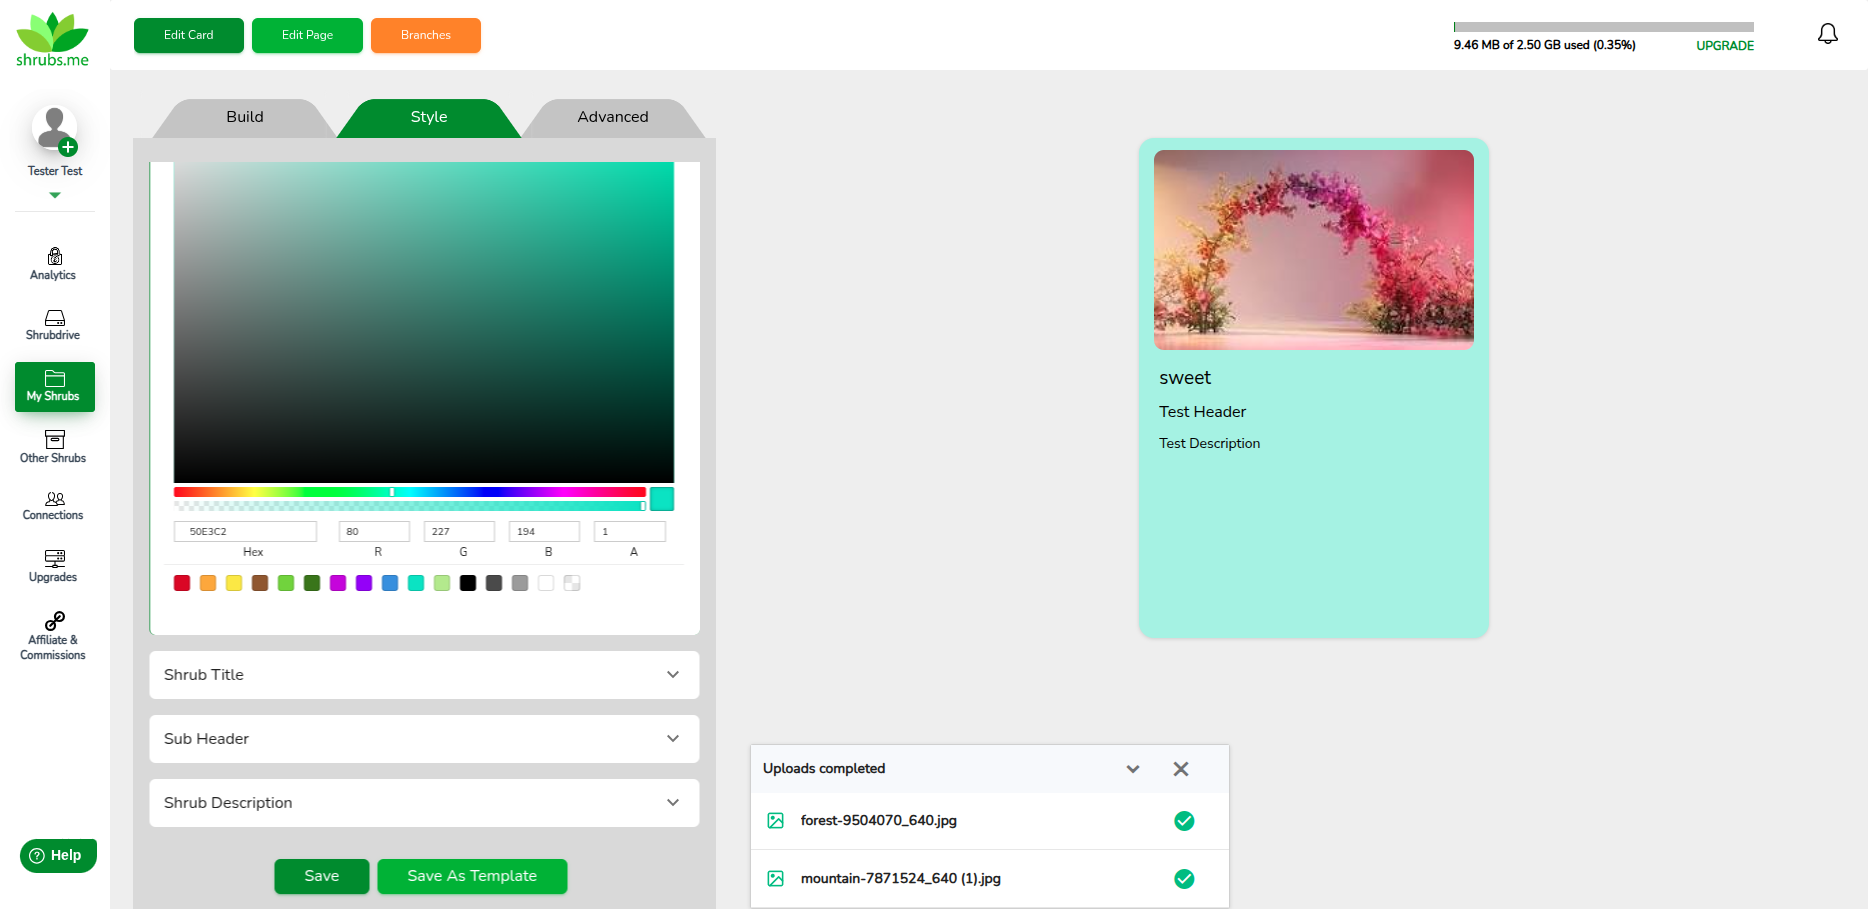 shrubs.me
Edit Card
Edit Page
Branches
9.46 MB of 2.50 GB used (0.35%)
UPGRADE
Tester Test
Analytics
Shrubdrive
My Shrubs
Other Shrubs
Connections
Upgrades
Affiliate &
Commissions
Help
Build
Style
Advanced
50E3C2
80
227
194
1
Hex
R
G
B
A
Shrub Title
Sub Header
Shrub Description
Save
Save As Template
sweet
Test Header
Test Description
Uploads completed
forest-9504070_640.jpg
mountain-7871524_640 (1).jpg